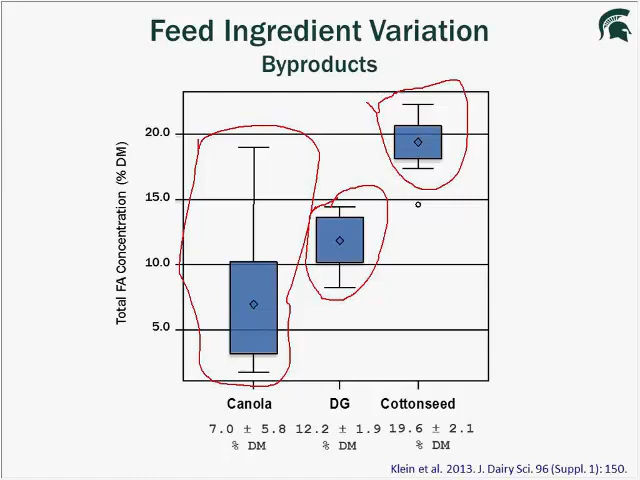 Feed Ingredient Variation
Byproducts
Total FA Concentration (% DM)
20.0
15.0
10.0
5.0
Canola DG Cottonseed
7.0 ± 5.8 12.2 ± 1.9 19.6 ± 2.1
% DM % DM % DM
Klein et al. 2013. J. Dairy Sci. 96 (Suppl. 1): 150.